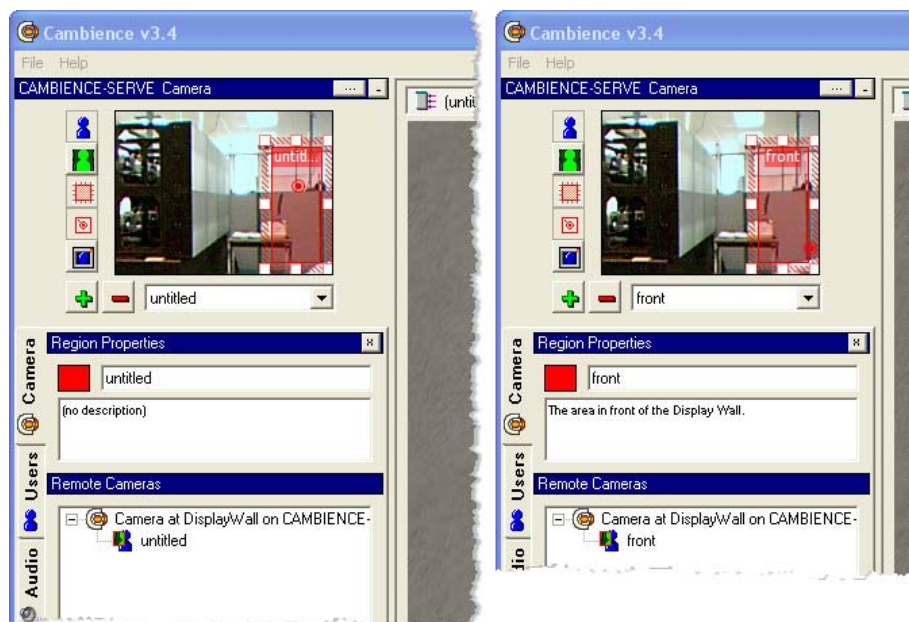 Cambience v3.4
File Help
CAMBIENCE-SERVE Camera
untitl...
untitled
Camera
Users
Audio
Region Properties
untitled
(no description)
Remote Cameras
Camera at DisplayWall on CAMBIENCE-
untitled
(untit
Cambience v3.4
File Help
CAMBIENCE-SERVE Camera
front
front
Camera
Users
dio
Region Properties
front
The area in front of the Display Wall.
Remote Cameras
Camera at DisplayWall on CAMBIENCE-
front